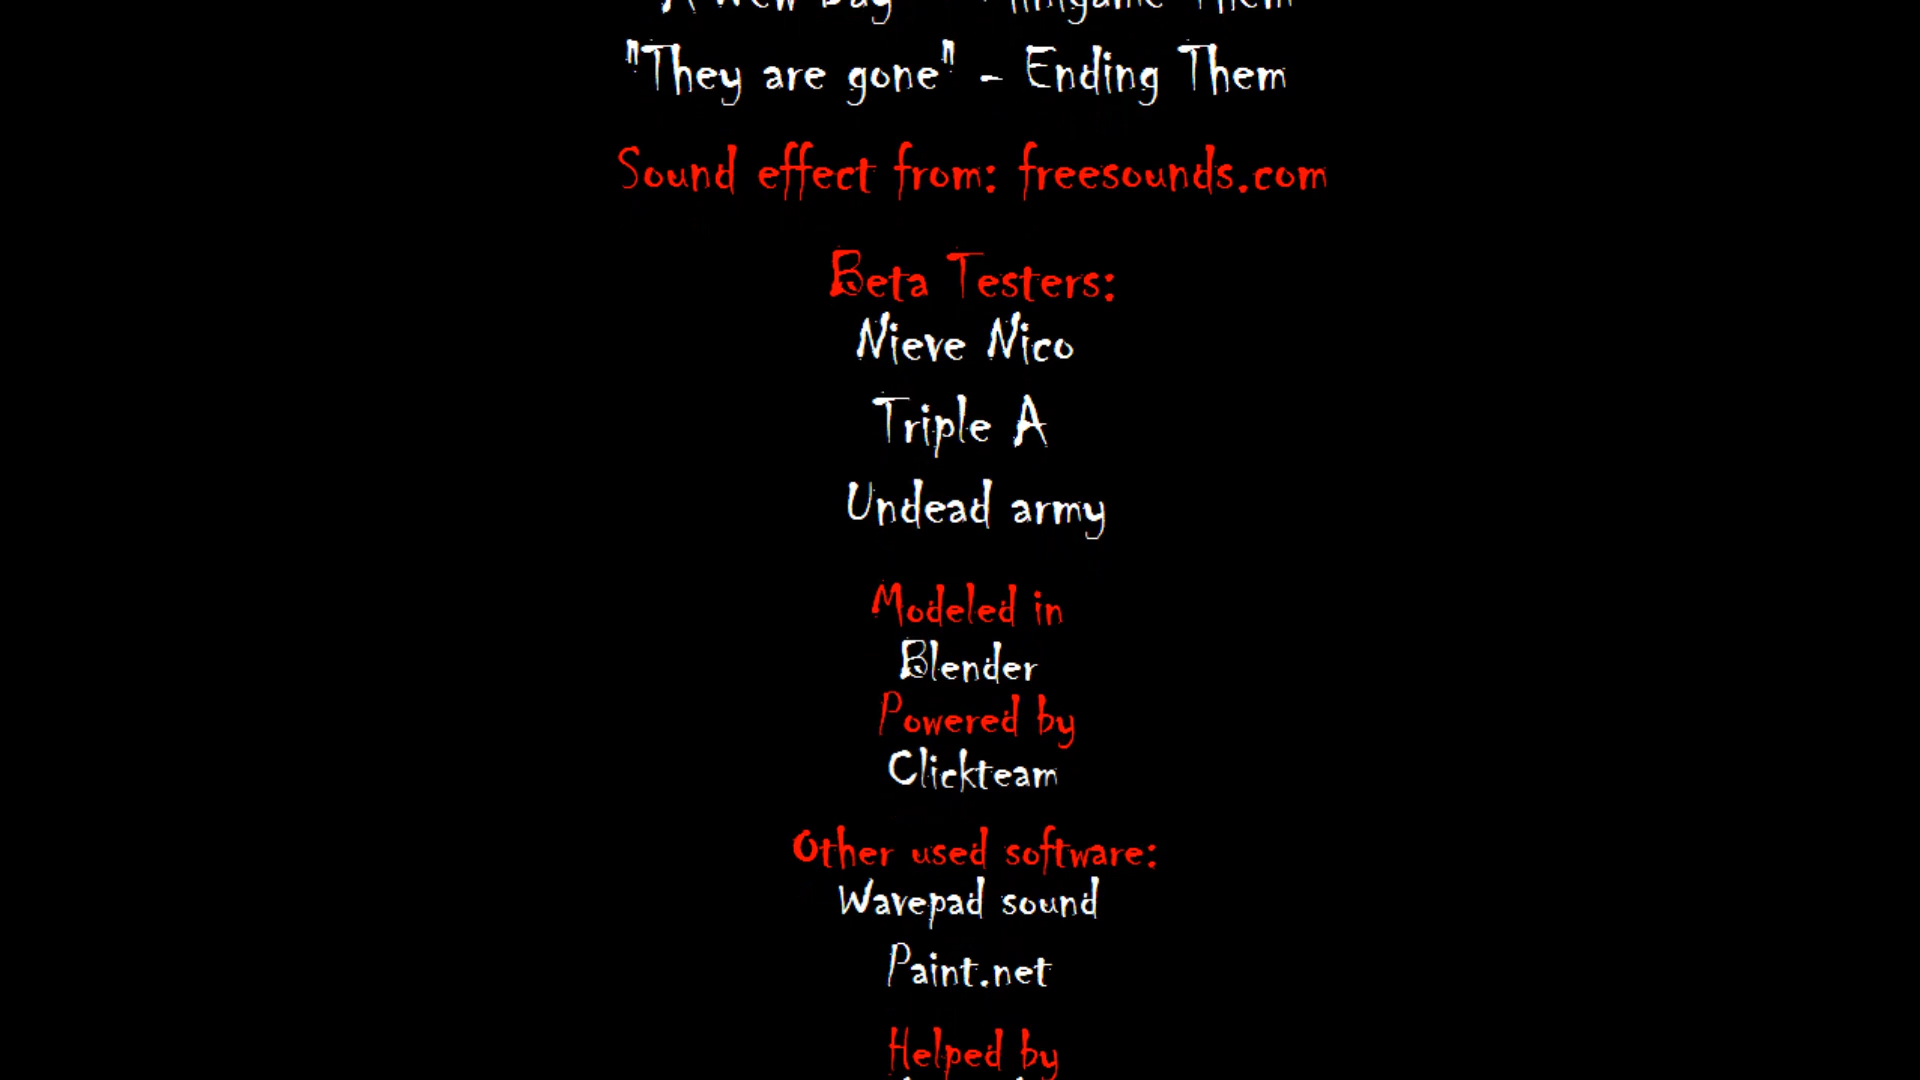 "They are gone" - Ending Them
Sound effect from: freesounds.com
Beta Testers:
Nieve Nico
Triple A
Undead army
Modeled in
Blender
Powered by
Clickteam
Other used software:
Wavepad sound
Paint.net
Helped by